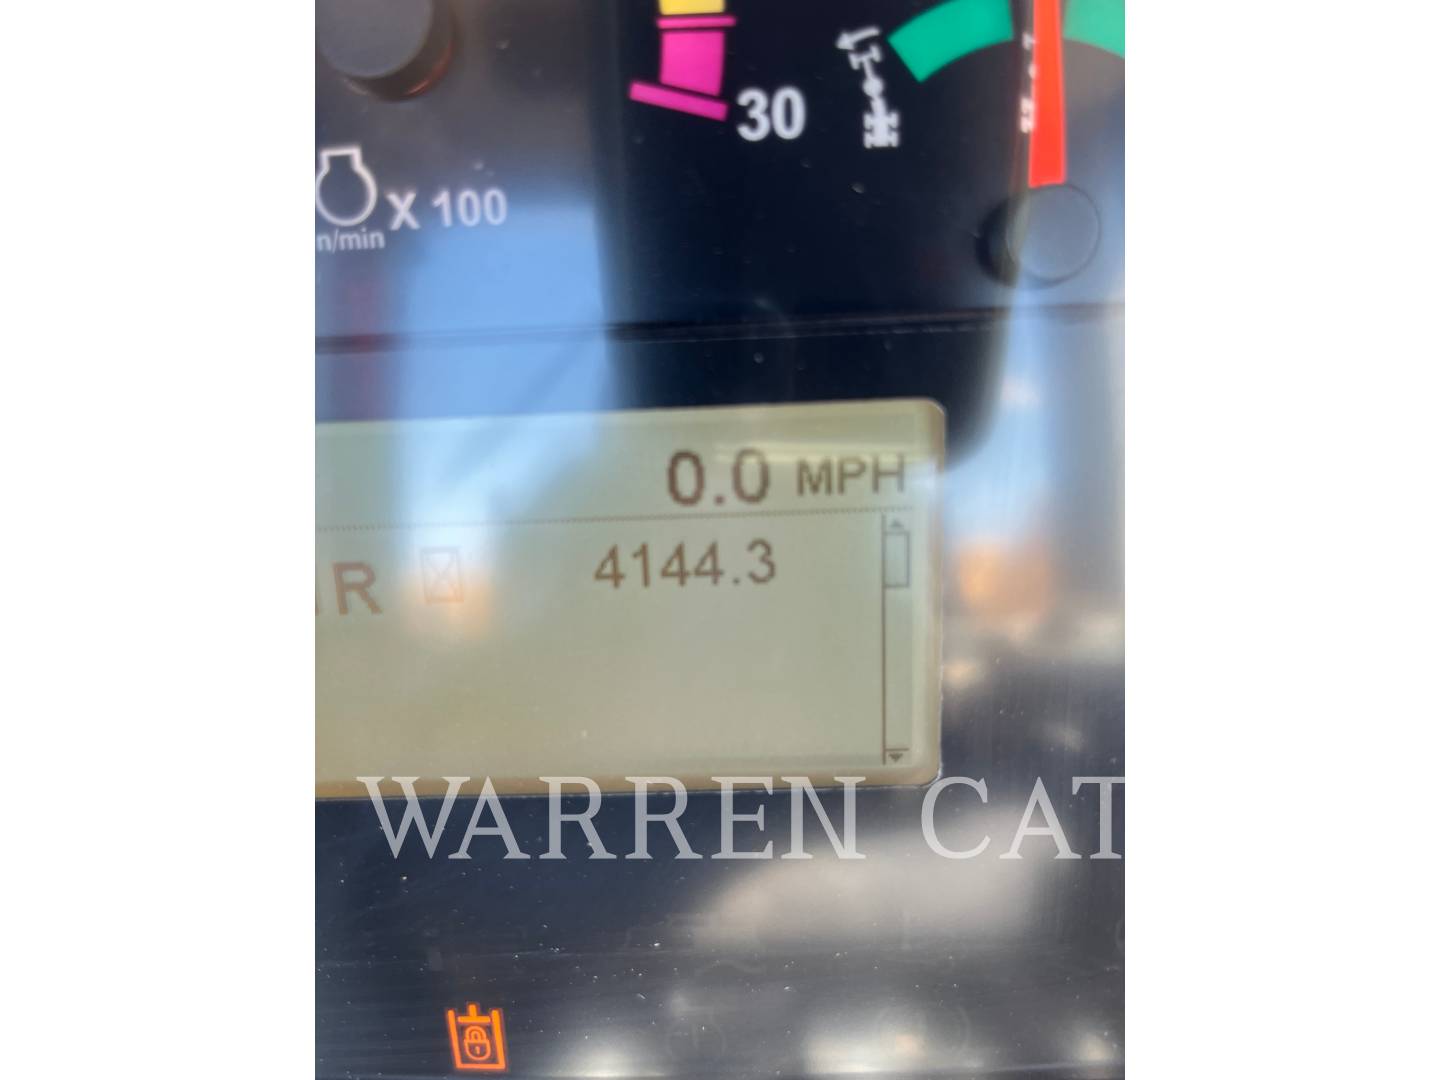 30
X 100
n/min
0.0 MPH
R 4144.3
WARREN CAT